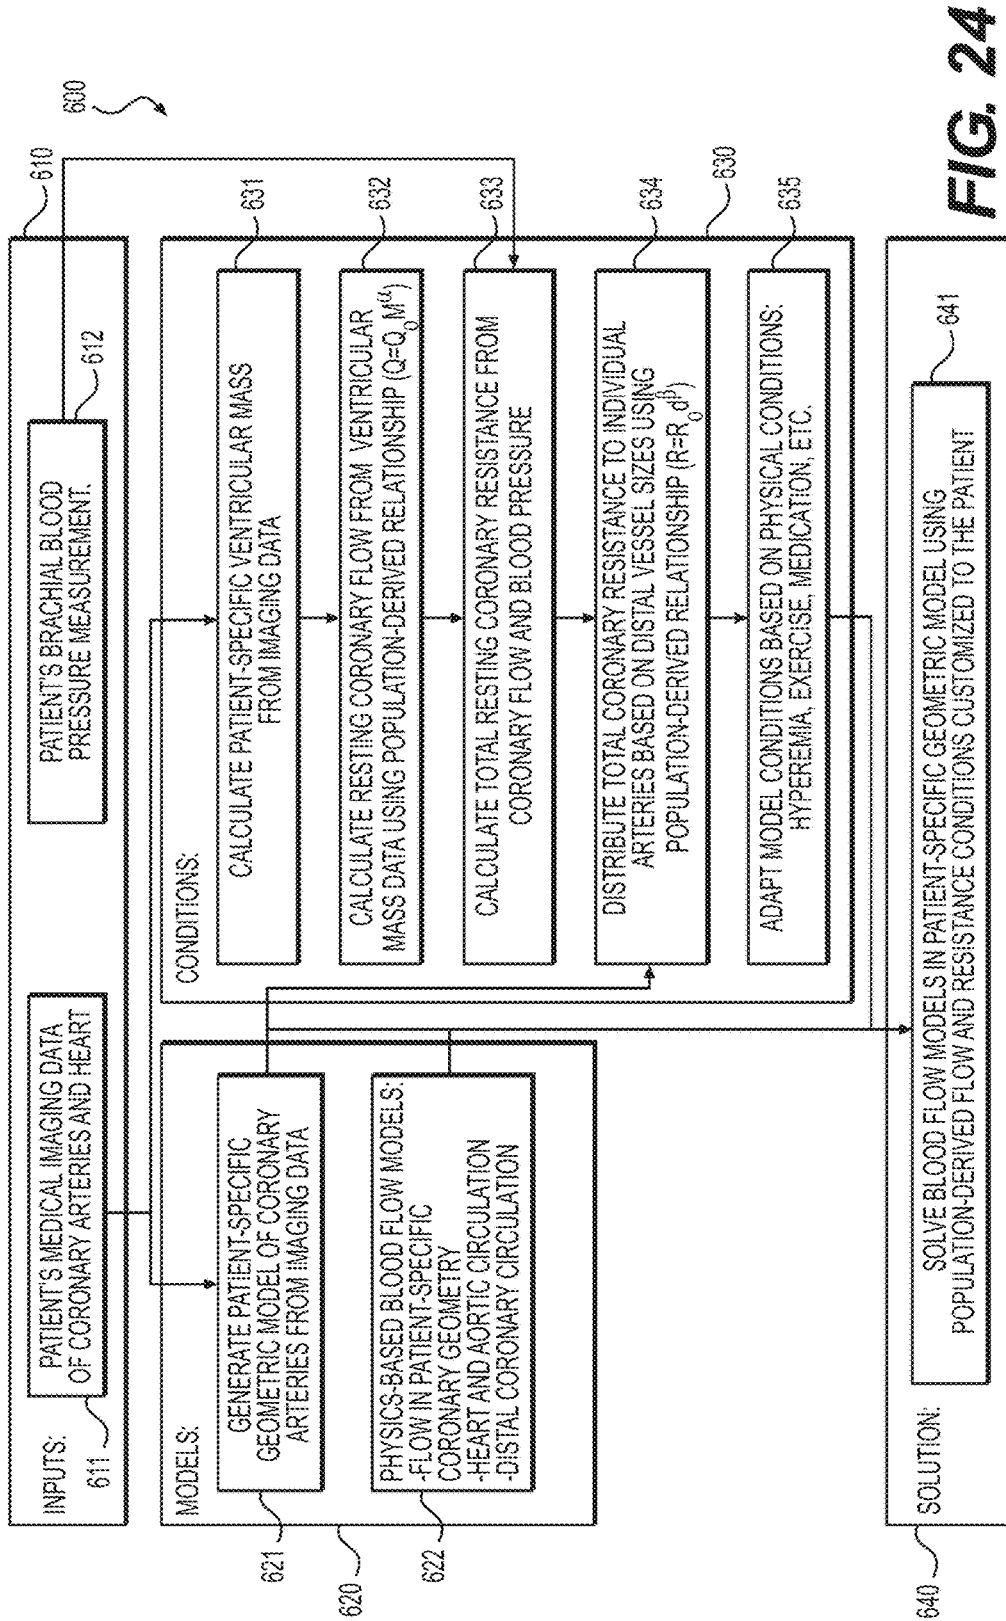 600
610
INPUTS:
PATIENT'S MEDICAL IMAGING DATA
OF CORONARY ARTERIES AND HEART
611
PATIENT'S BRACHIAL BLOOD
PRESSURE MEASUREMENT.
612
MODELS:
GENERATE PATIENT-SPECIFIC
GEOMETRIC MODEL OF CORONARY
ARTERIES FROM IMAGING DATA
621
PHYSICS-BASED BLOOD FLOW MODELS:
-FLOW IN PATIENT-SPECIFIC
CORONARY GEOMETRY
-HEART AND AORTIC CIRCULATION
-DISTAL CORONARY CIRCULATION
622
620
CONDITIONS:
CALCULATE PATIENT-SPECIFIC VENTRICULAR MASS
FROM IMAGING DATA
631
CALCULATE RESTING CORONARY FLOW FROM VENTRICULAR
MASS DATA USING POPULATION-DERIVED RELATIONSHIP (Q=Q₀M^α)
632
CALCULATE TOTAL RESTING CORONARY RESISTANCE FROM
CORONARY FLOW AND BLOOD PRESSURE
633
DISTRIBUTE TOTAL CORONARY RESISTANCE TO INDIVIDUAL
ARTERIES BASED ON DISTAL VESSEL SIZES USING
POPULATION-DERIVED RELATIONSHIP (R=R₀d^β)
634
630
ADAPT MODEL CONDITIONS BASED ON PHYSICAL CONDITIONS:
HYPEREMIA, EXERCISE, MEDICATION, ETC.
635
SOLUTION:
640
SOLVE BLOOD FLOW MODELS IN PATIENT-SPECIFIC GEOMETRIC MODEL USING
POPULATION-DERIVED FLOW AND RESISTANCE CONDITIONS CUSTOMIZED TO THE PATIENT
641
FIG. 24